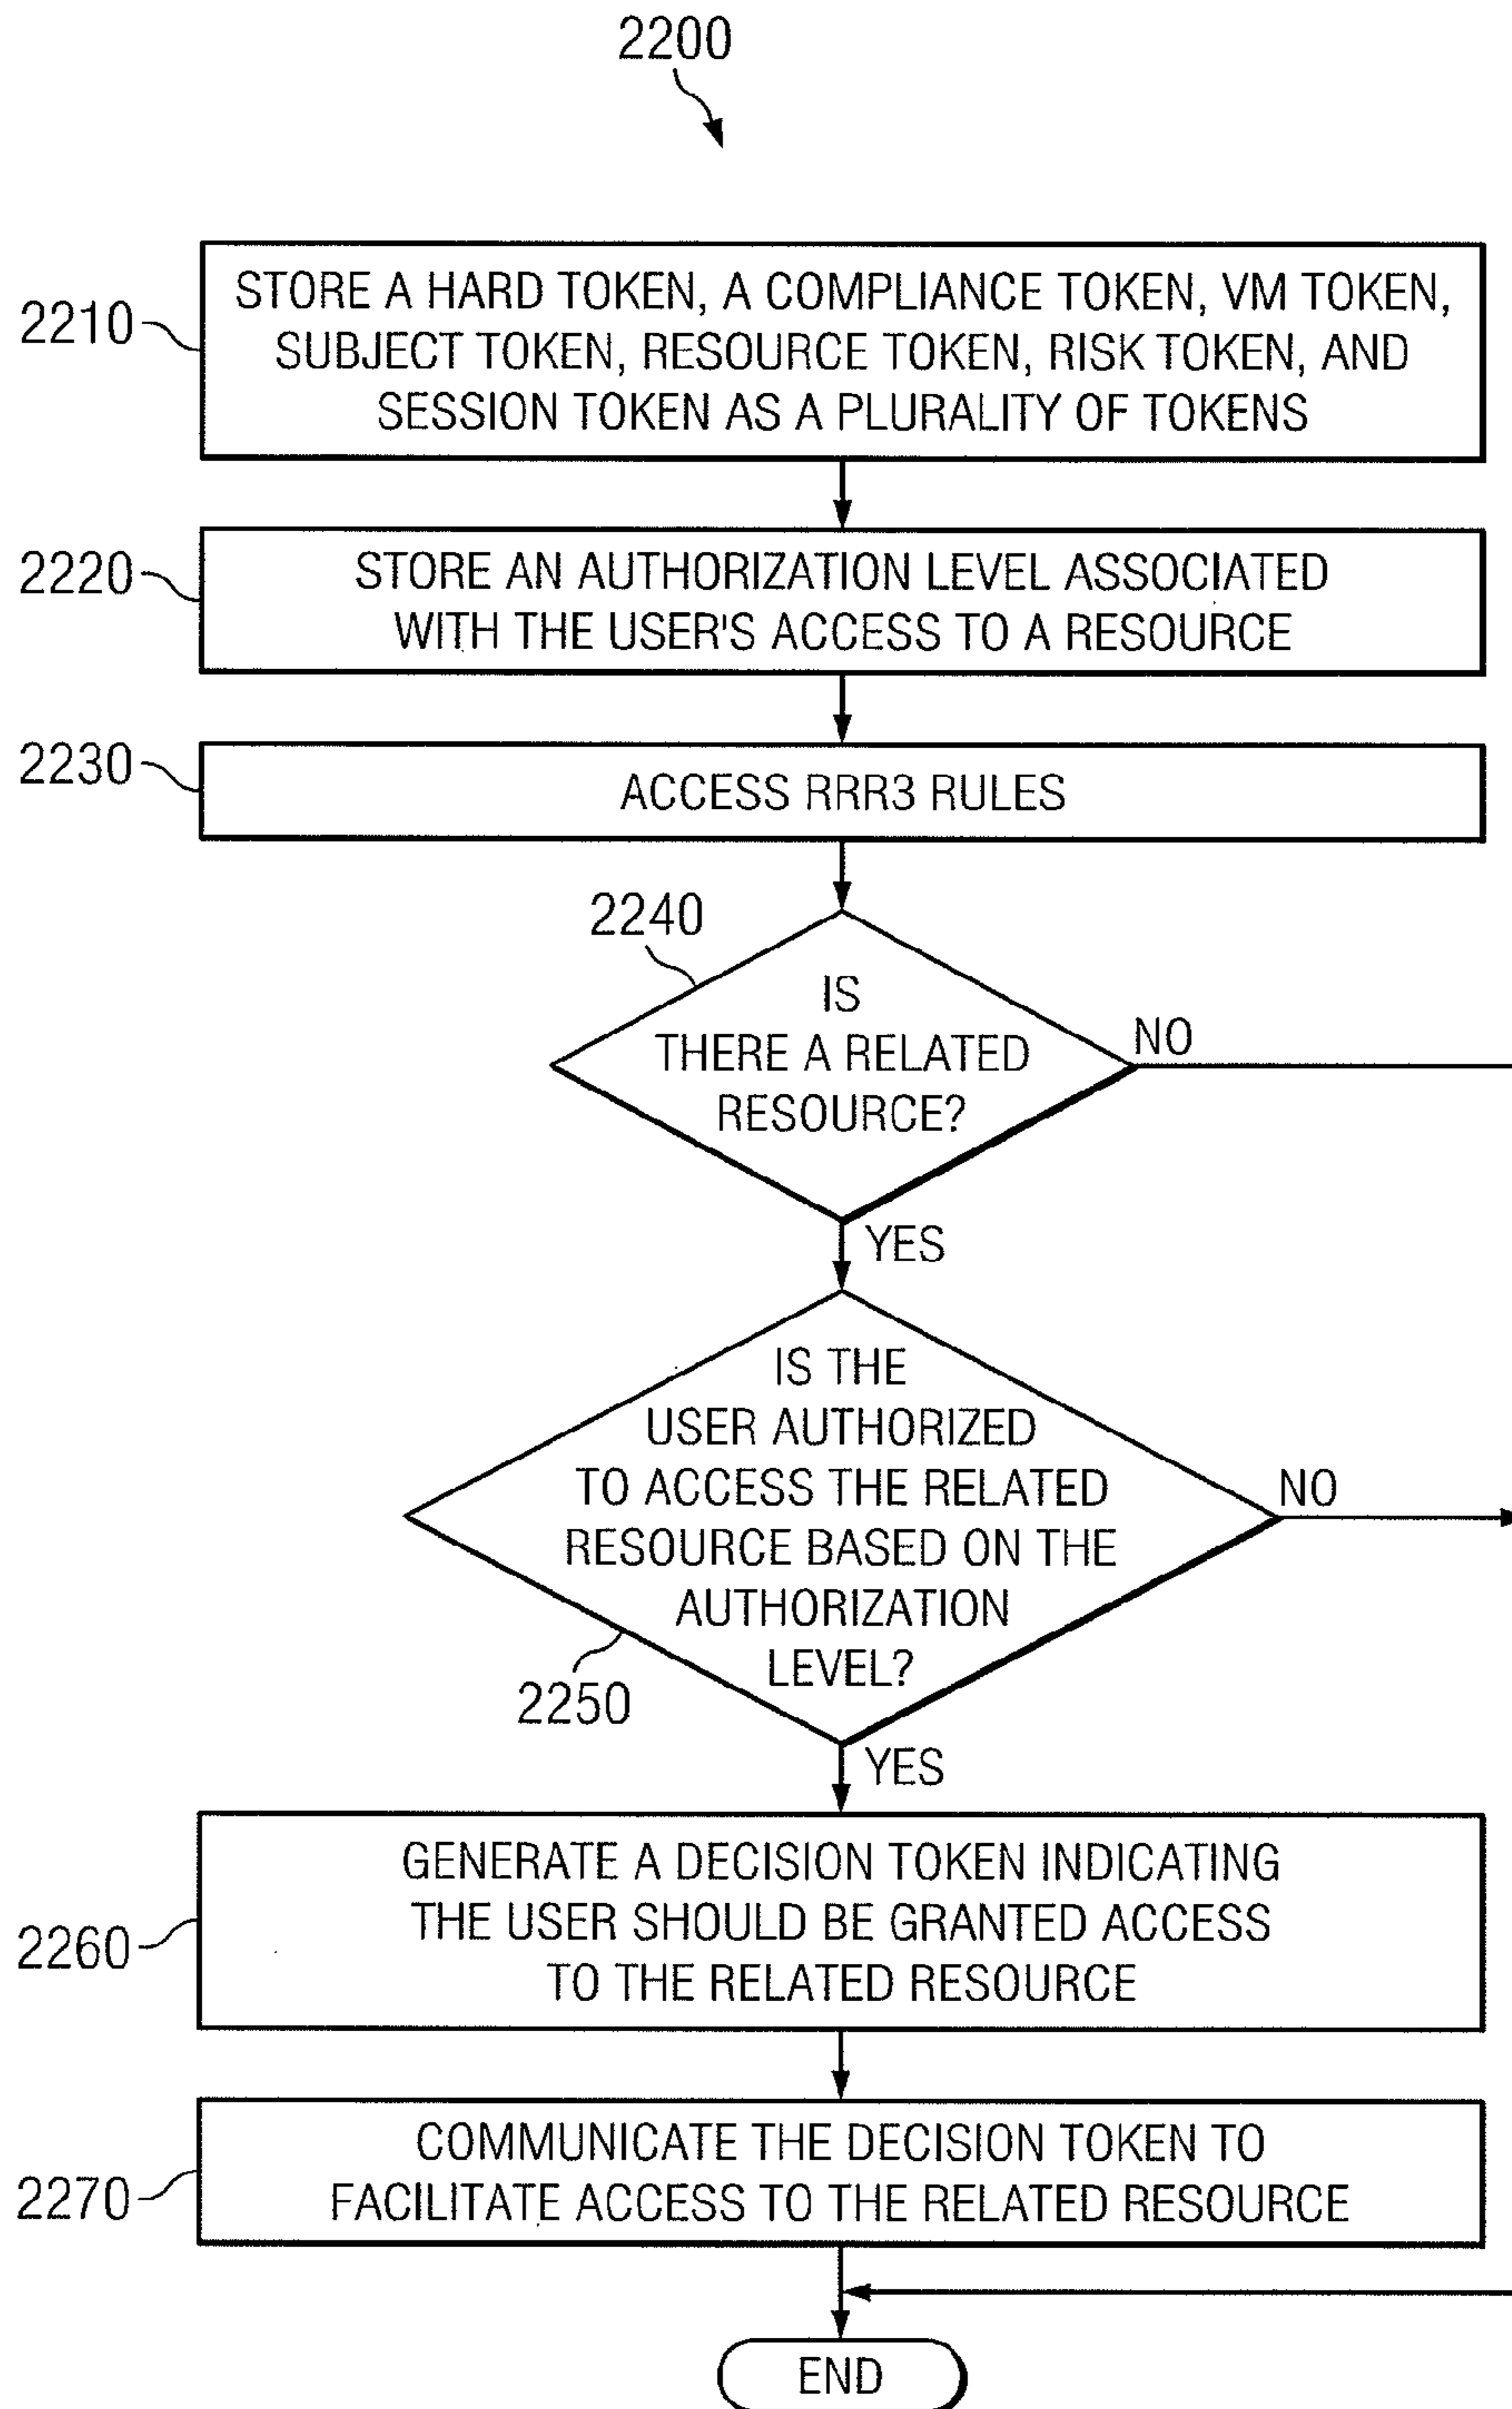 2200
2210
STORE A HARD TOKEN, A COMPLIANCE TOKEN, VM TOKEN,
SUBJECT TOKEN, RESOURCE TOKEN, RISK TOKEN, AND
SESSION TOKEN AS A PLURALITY OF TOKENS
2220
STORE AN AUTHORIZATION LEVEL ASSOCIATED
WITH THE USER'S ACCESS TO A RESOURCE
2230
ACCESS RRR3 RULES
2240
IS
THERE A RELATED
RESOURCE?
NO
YES
IS THE
USER AUTHORIZED
TO ACCESS THE RELATED
RESOURCE BASED ON THE
AUTHORIZATION
LEVEL?
NO
2250
YES
2260
GENERATE A DECISION TOKEN INDICATING
THE USER SHOULD BE GRANTED ACCESS
TO THE RELATED RESOURCE
2270
COMMUNICATE THE DECISION TOKEN TO
FACILITATE ACCESS TO THE RELATED RESOURCE
END